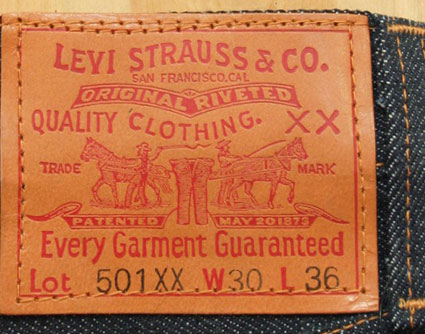 LEVI STRAUSS & CO.
SAN FRANCISCO, CAL
ORIGINAL RIVETED
QUALITY CLOTHING. XX
TRADE MARK
PATENTED MAY 20 1873
Every Garment Guaranteed
Lot 501XX W30 L 36